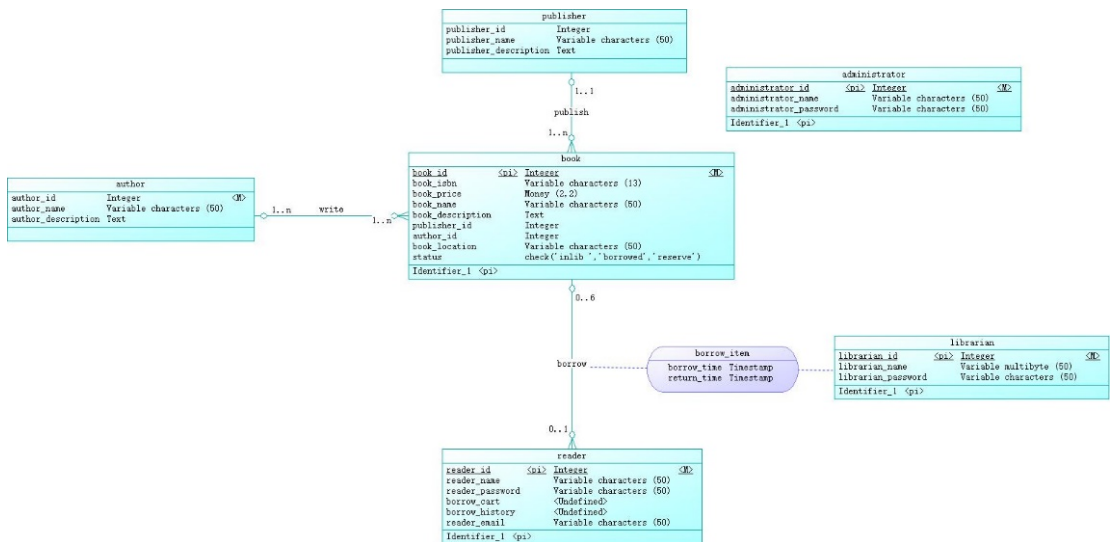 publisher
publisher_id Integer
publisher_name Variable characters (50)
publisher_description Text
1..1
publish
1..n
administrator
administrator_id <pi> Integer <M>
administrator_name Variable characters (50)
administrator_password Variable characters (50)
Identifier_1 <pi>
author
author_id Integer <M>
author_name Variable characters (50)
author_description Text
1..n
write
1..n
book
book_id <pi> Integer <M>
book_isbn Variable characters (13)
book_price Money (2,2)
book_name Variable characters (50)
book_description Text
publisher_id Integer
author_id Integer
book_location Variable characters (50)
status check('inlib ','borrowed','reserve')
Identifier_1 <pi>
0..6
borrow
0..1
borrow_item
borrow_time Timestamp
return_time Timestamp
librarian
librarian_id <pi> Integer <M>
librarian_name Variable multibyte (50)
librarian_password Variable characters (50)
Identifier_1 <pi>
reader
reader_id <pi> Integer <M>
reader_name Variable characters (50)
reader_password Variable characters (50)
borrow_cart <Undefined>
borrow_history <Undefined>
reader_email Variable characters (50)
Identifier_1 <pi>